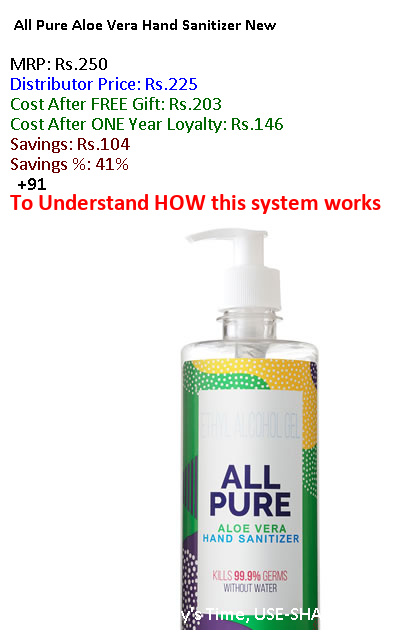 All Pure Aloe Vera Hand Sanitizer New
MRP: Rs.250
Distributor Price: Rs.225
Cost After FREE Gift: Rs.203
Cost After ONE Year Loyalty: Rs.146
Savings: Rs.104
Savings %: 41%
+91
To Understand HOW this system works
ETHYL ALCOHOL GEL
ALL
PURE
ALOE VERA
HAND SANITIZER
KILLS 99.9% GERMS
WITHOUT WATER
Time,